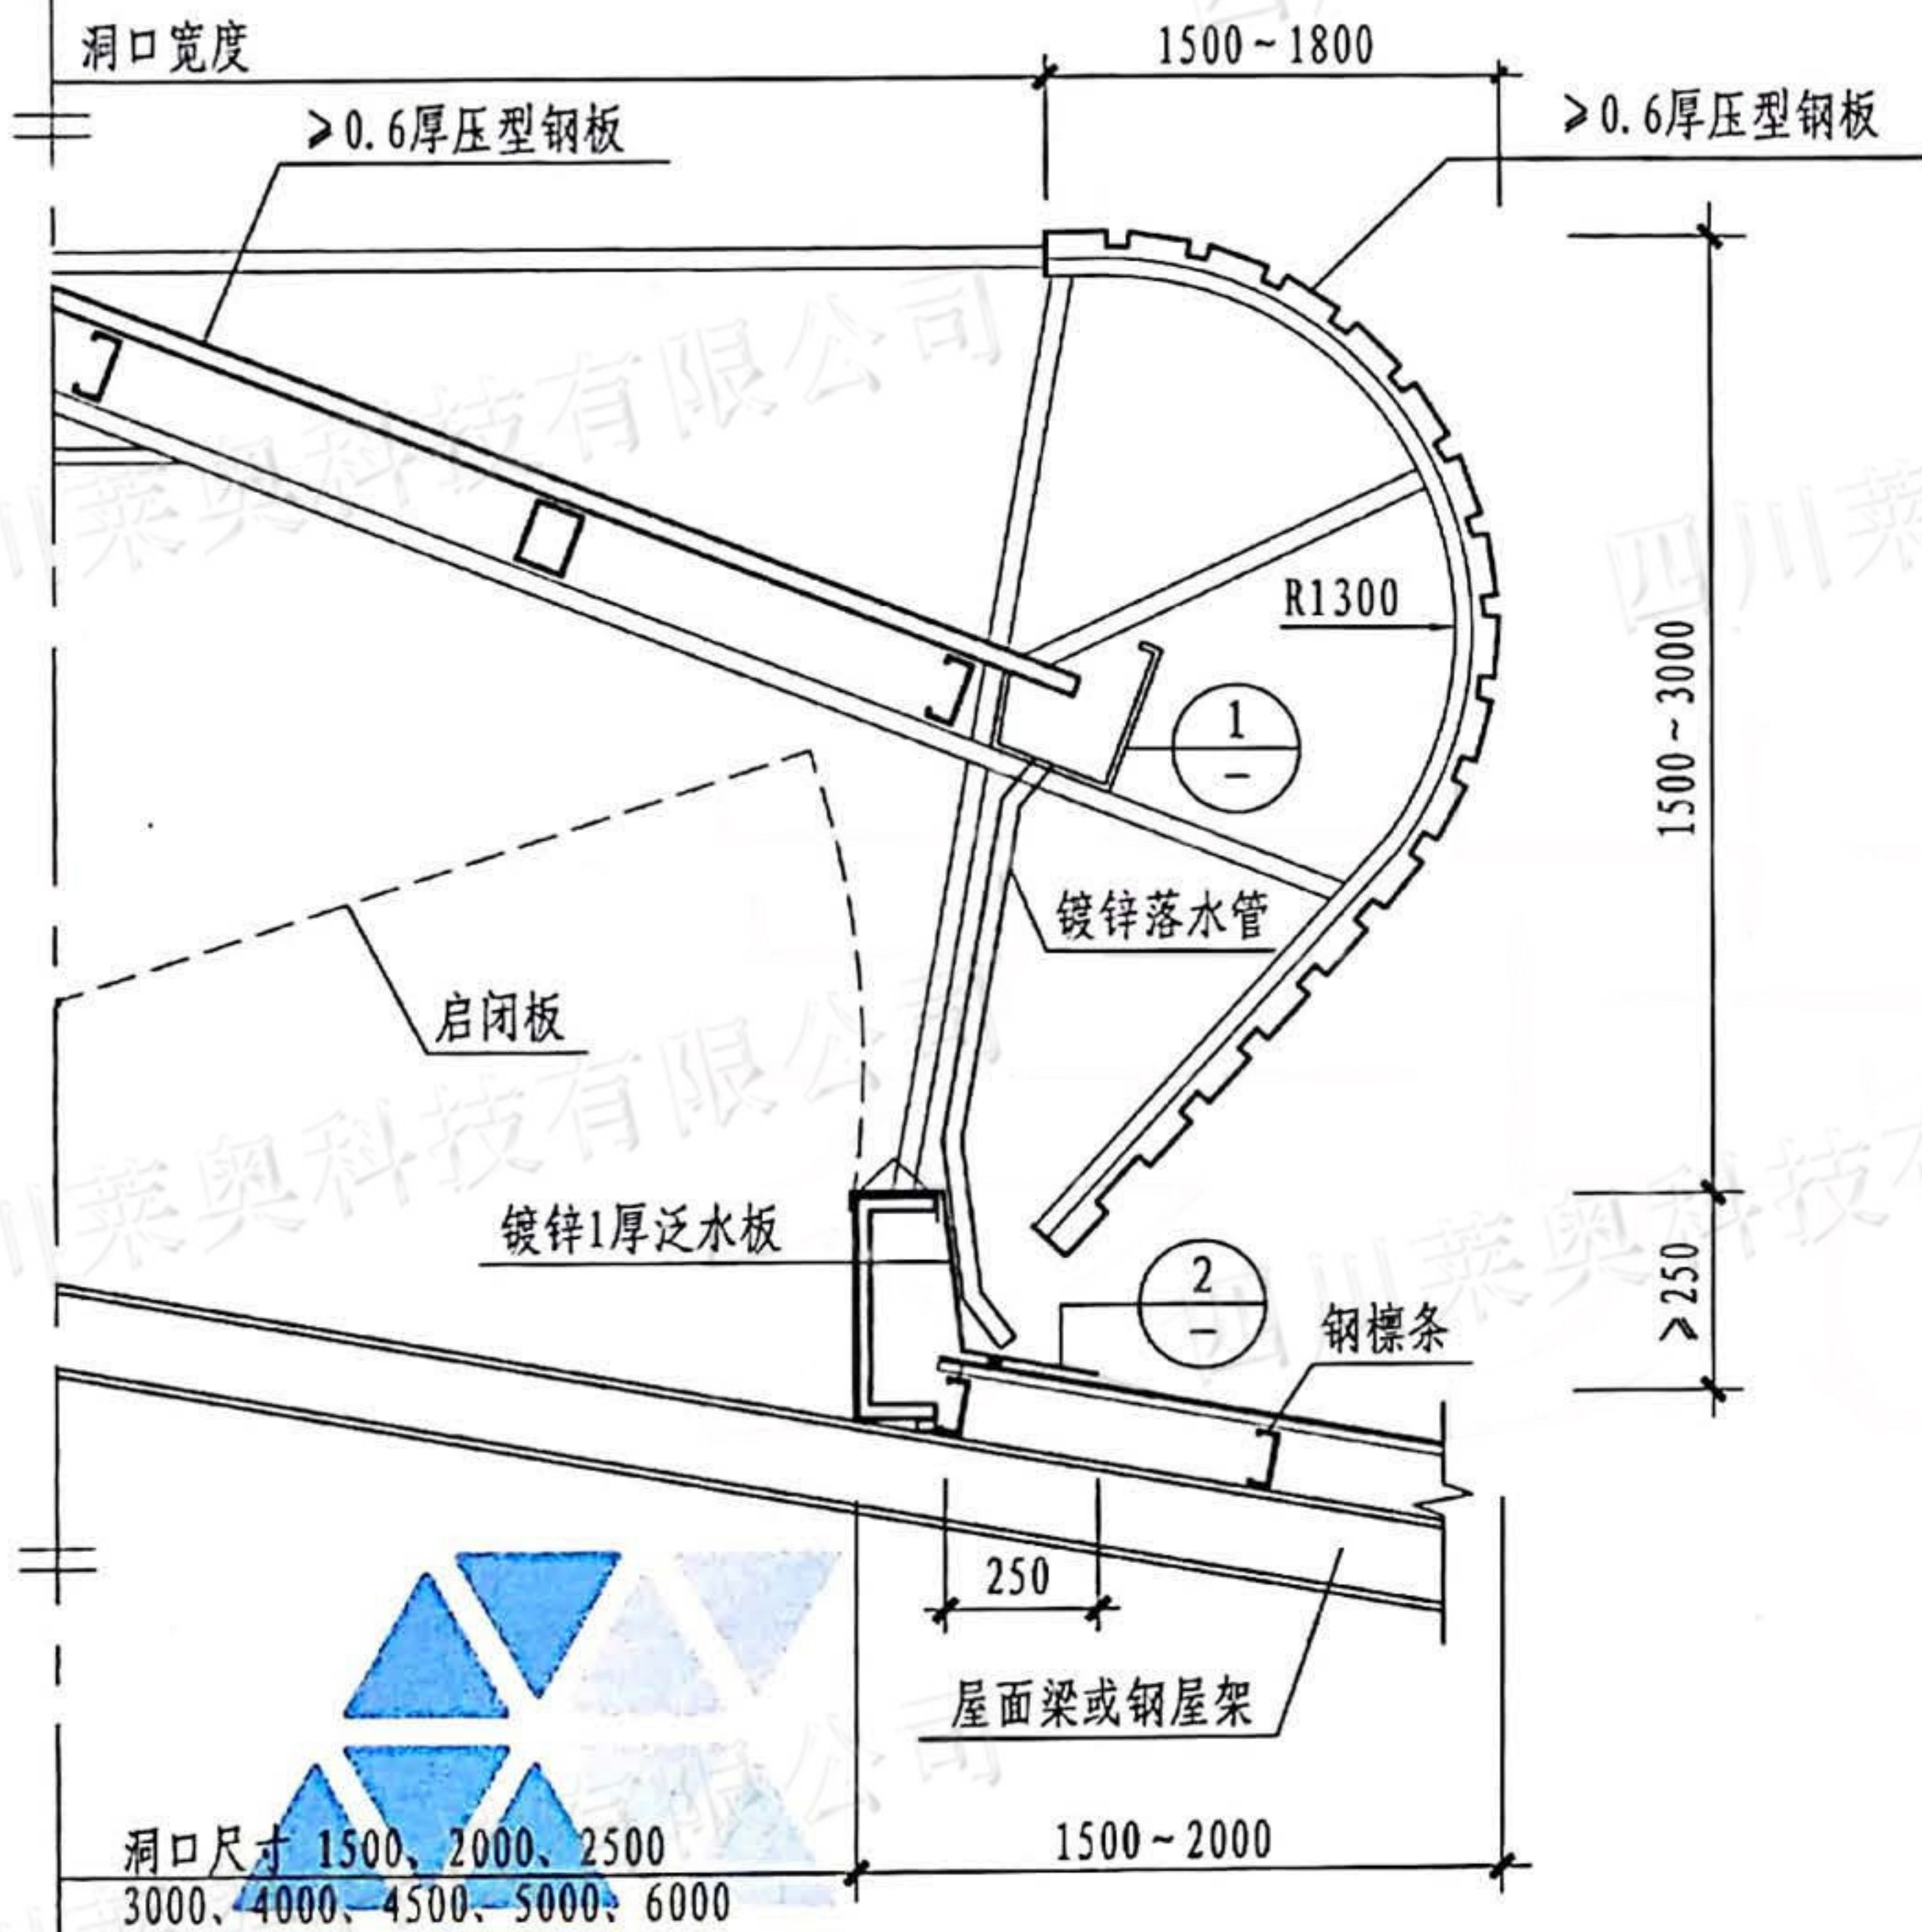 洞口宽度
1500~1800
≥0.6厚压型钢板
≥0.6厚压型钢板
四川莱奥科技有限公司
R1300
1500~3000
1
-
镀锌落水管
启闭板
镀锌1厚泛水板
2
-
≥250
钢檩条
250
屋面梁或钢屋架
洞口尺寸 1500、2000、2500
3000、4000、4500、5000、6000
1500~2000